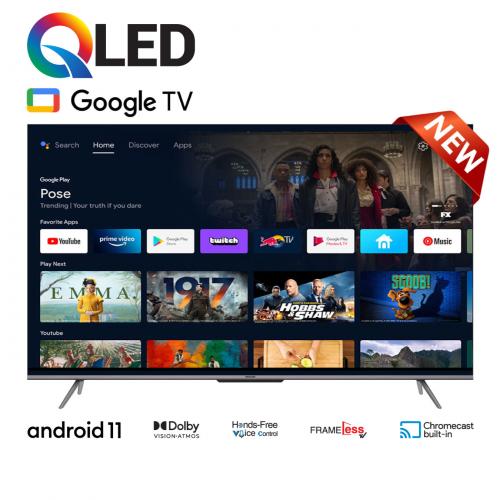 QLED
Google TV
NEW
Search Home Discover Apps
Google Play
Pose
Trending | Your truth if you dare
FX
Favorite Apps
YouTube prime video Google Play Store twitch Red Bull TV Google Play Movies & TV Music
Play Next
EMMA. 1917 HOBBS & SHAW SCOOB!
Youtube
android 11
Dolby
VISION·ATMOS
Hands-Free
Voice Control
FRAMELess TV
Chromecast
built-in